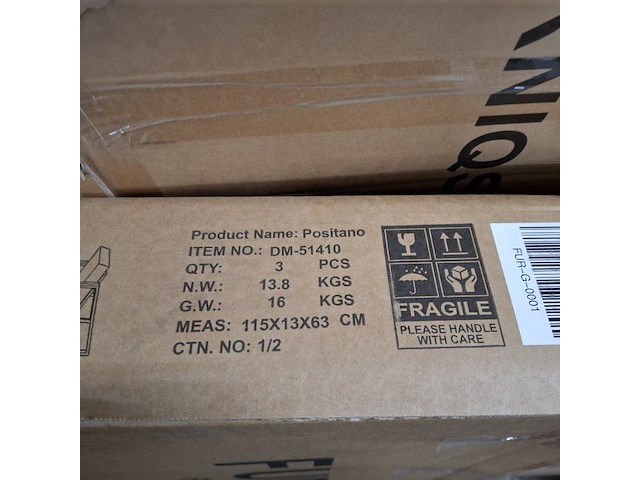 Product Name: Positano
ITEM NO.: DM-51410
QTY: 3 PCS
N.W.: 13.8 KGS
G.W.: 16 KGS
MEAS: 115X13X63 CM
CTN. NO: 1/2
FRAGILE
PLEASE HANDLE
WITH CARE
FUR-G-0001